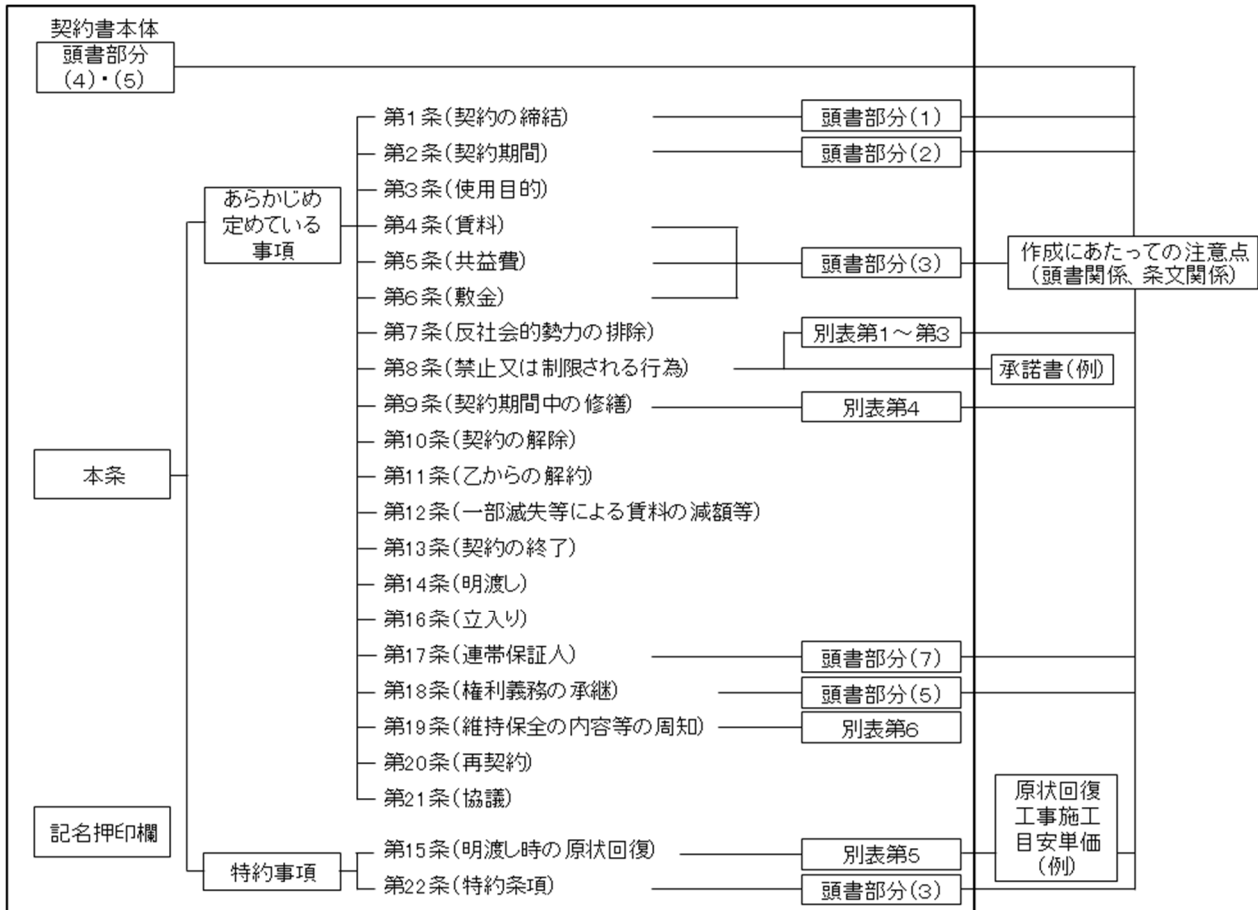 契約書本体
頭書部分
(4)・(5)
第1条(契約の締結)
頭書部分(1)
第2条(契約期間)
頭書部分(2)
あらかじめ
定めている
事項
第3条(使用目的)
第4条(賃料)
第5条(共益費)
頭書部分(3)
作成にあたっての注意点
(頭書関係、条文関係)
第6条(敷金)
第7条(反社会的勢力の排除)
別表第1～第3
第8条(禁止又は制限される行為)
承諾書(例)
第9条(契約期間中の修繕)
別表第4
第10条(契約の解除)
本条
第11条(乙からの解約)
第12条(一部滅失等による賃料の減額等)
第13条(契約の終了)
第14条(明渡し)
第16条(立入り)
第17条(連帯保証人)
頭書部分(7)
第18条(権利義務の承継)
頭書部分(5)
第19条(維持保全の内容等の周知)
別表第6
第20条(再契約)
第21条(協議)
記名押印欄
特約事項
第15条(明渡し時の原状回復)
別表第5
原状回復
工事施工
目安単価
(例)
第22条(特約条項)
頭書部分(3)